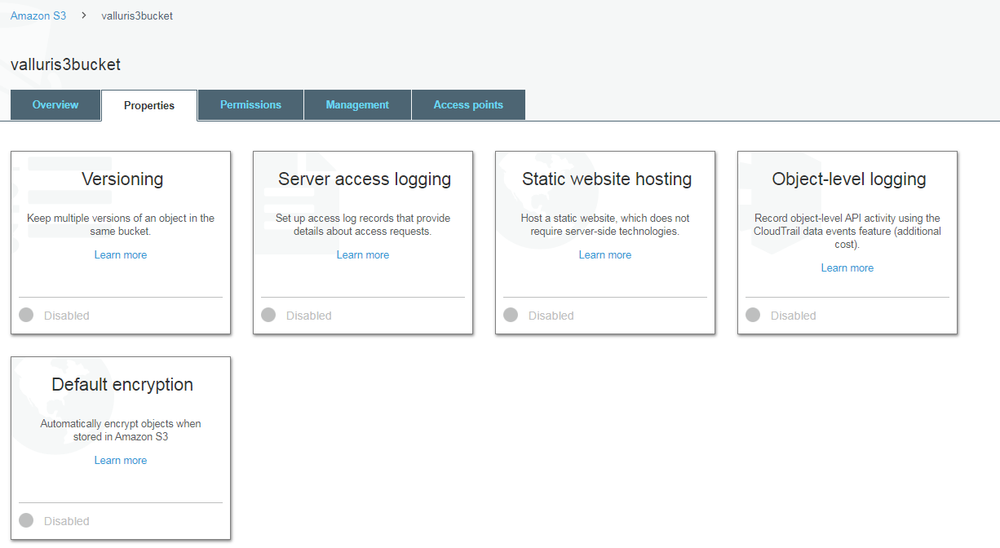 Amazon S3 > valluris3bucket
valluris3bucket
Overview Properties Permissions Management Access points
Versioning
Keep multiple versions of an object in the
same bucket.
Learn more
Disabled
Server access logging
Set up access log records that provide
details about access requests.
Learn more
Disabled
Static website hosting
Host a static website, which does not
require server-side technologies.
Learn more
Disabled
Object-level logging
Record object-level API activity using the
CloudTrail data events feature (additional
cost).
Learn more
Disabled
Default encryption
Automatically encrypt objects when
stored in Amazon S3
Learn more
Disabled